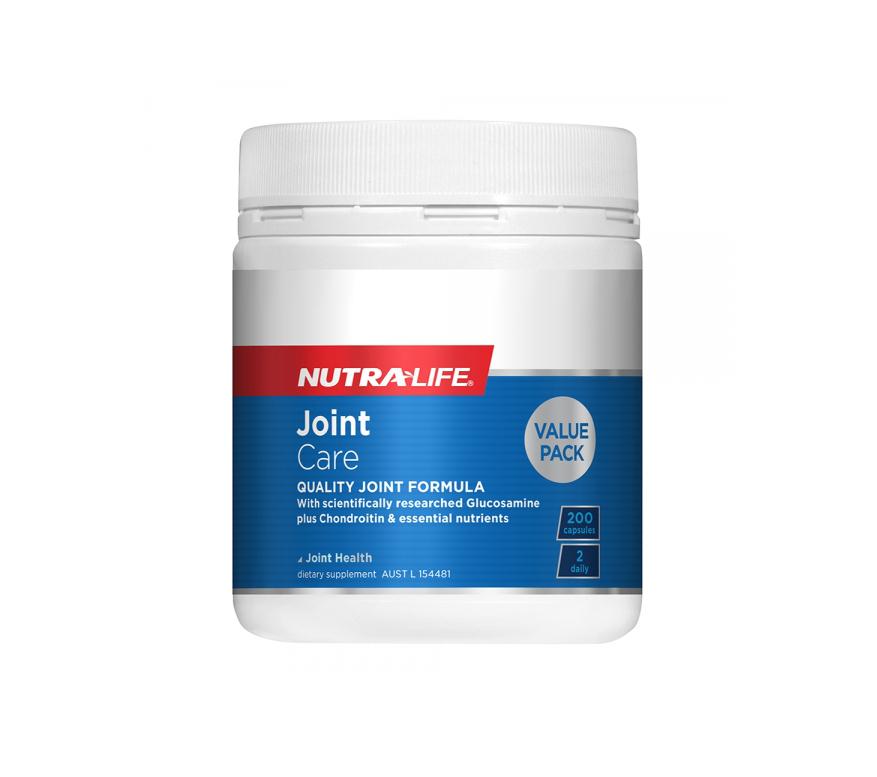 NUTRA-LIFE®
Joint
Care
QUALITY JOINT FORMULA
With scientifically researched Glucosamine
plus Chondroitin & essential nutrients
Joint Health
dietary supplement AUST L 154481
VALUE
PACK
200
capsules
2
daily